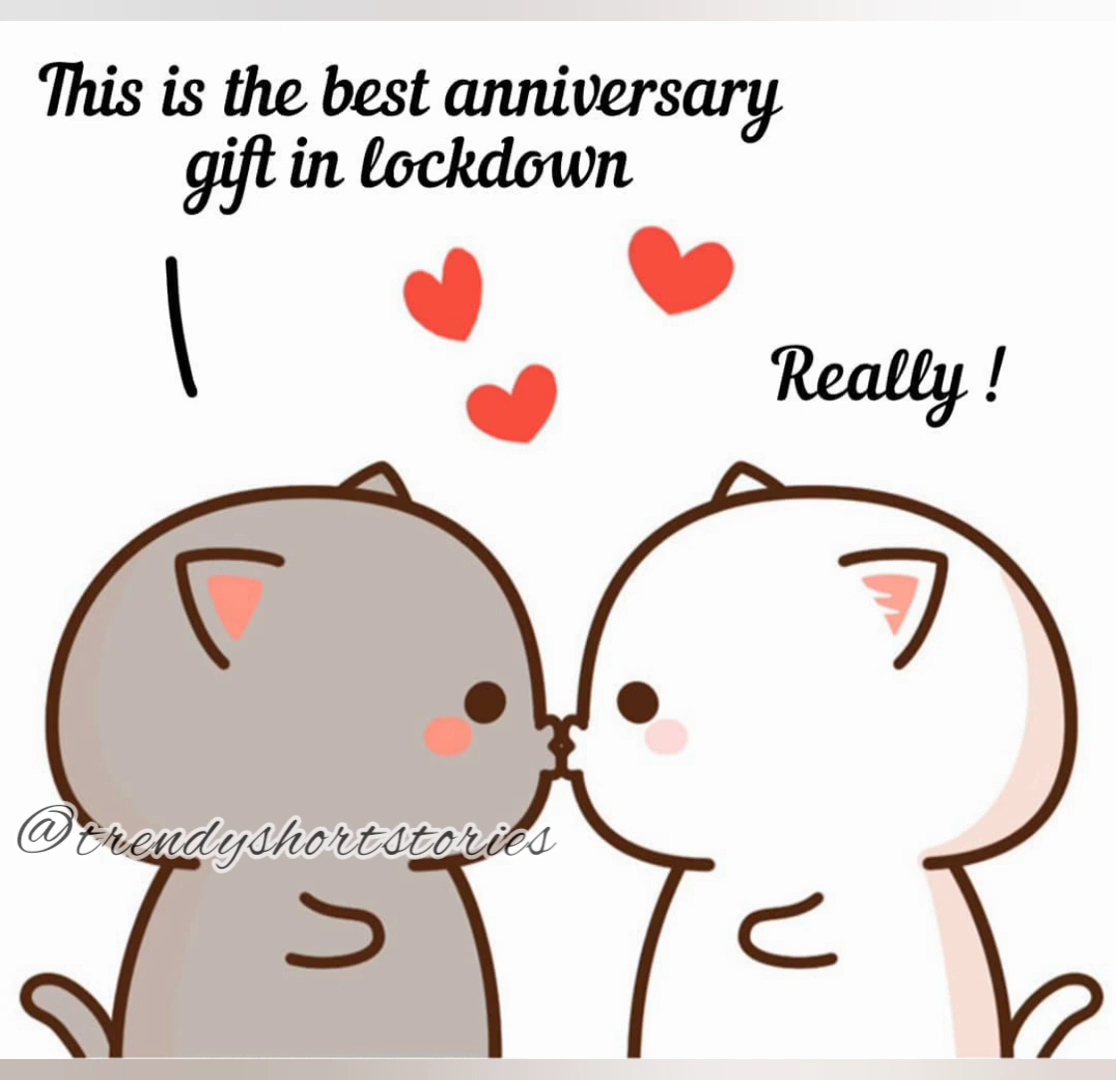 This is the best anniversary
gift in lockdown
Really !
@trendyshortstories